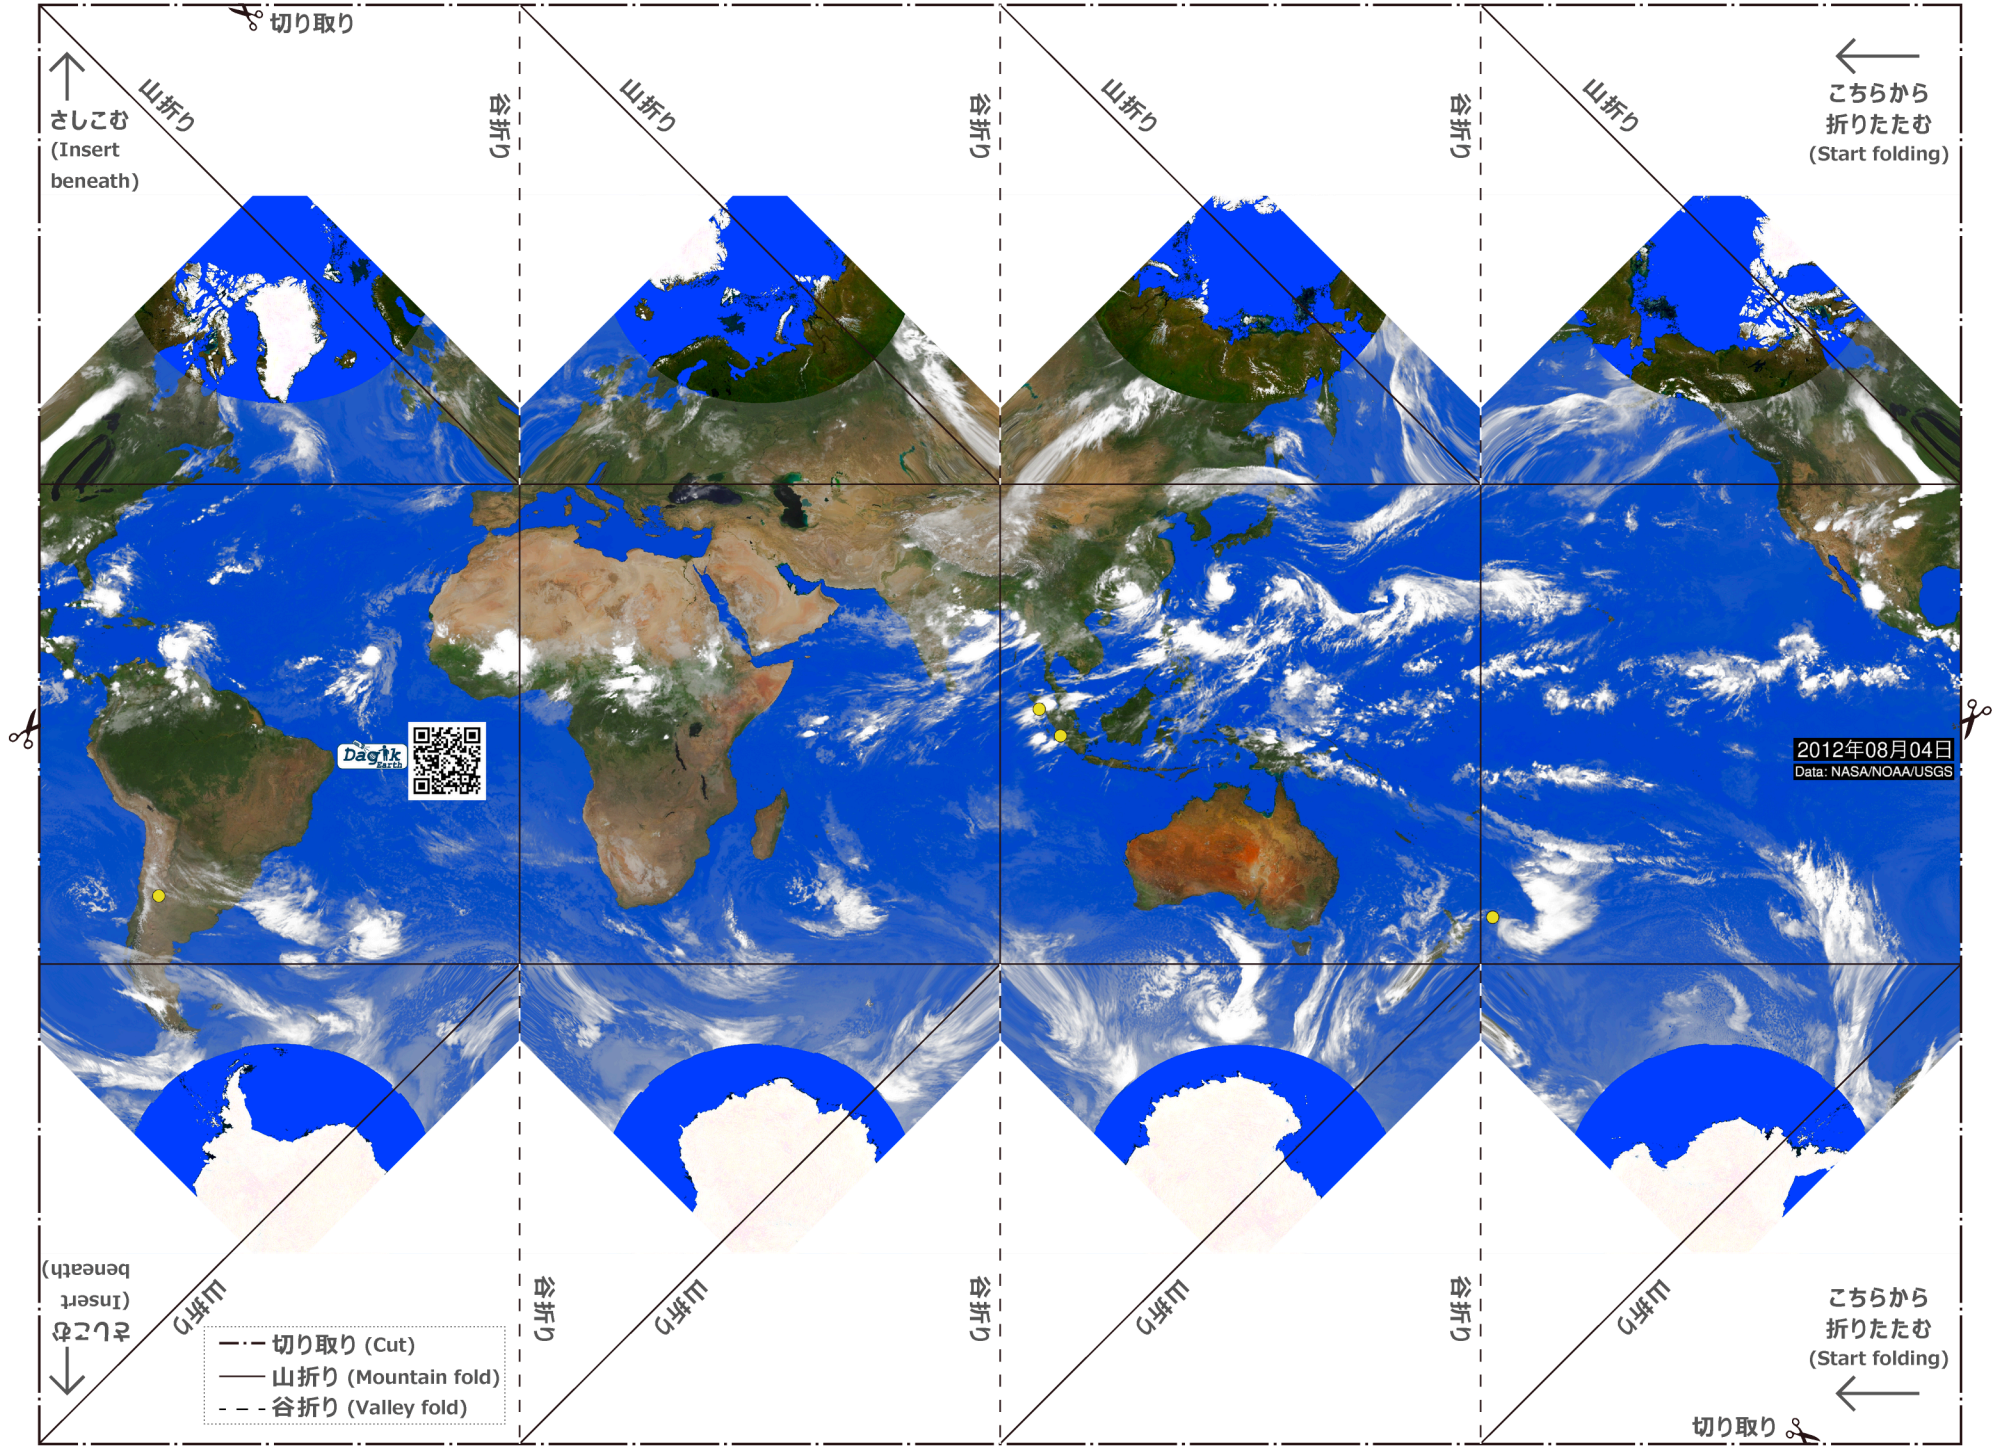 切り取り
さしこむ
(Insert
beneath)
山折り
谷折り
山折り
谷折り
山折り
谷折り
山折り
こちらから
折りたたむ
(Start folding)
Dagik
Earth
2012年08月04日
Data: NASA/NOAA/USGS
さしこむ
(Insert
beneath)
山折り
谷折り
山折り
谷折り
山折り
谷折り
山折り
こちらから
折りたたむ
(Start folding)
切り取り (Cut)
山折り (Mountain fold)
谷折り (Valley fold)
切り取り